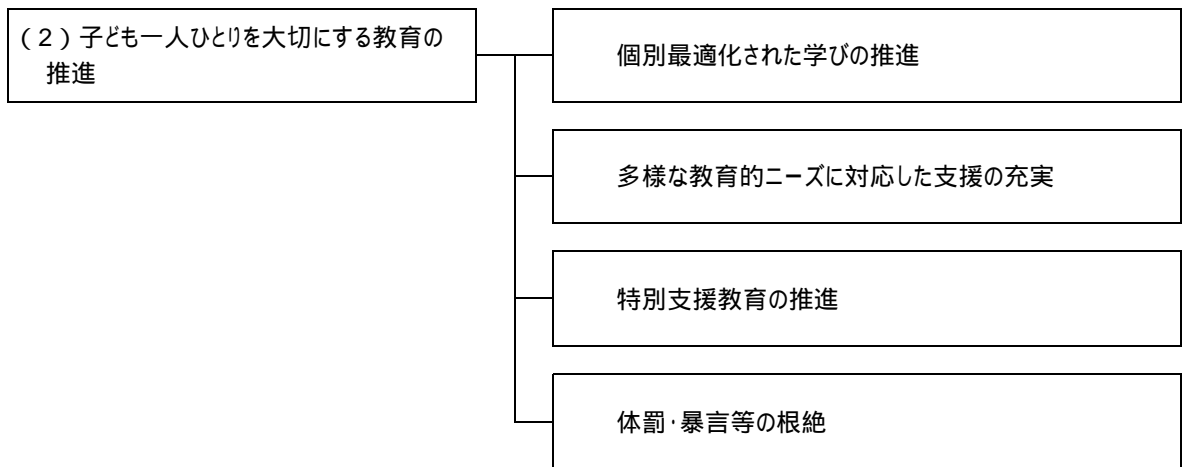 （２）子ども一人ひとりを大切にする教育の
推進
個別最適化された学びの推進
多様な教育的ニーズに対応した支援の充実
特別支援教育の推進
体罰・暴言等の根絶